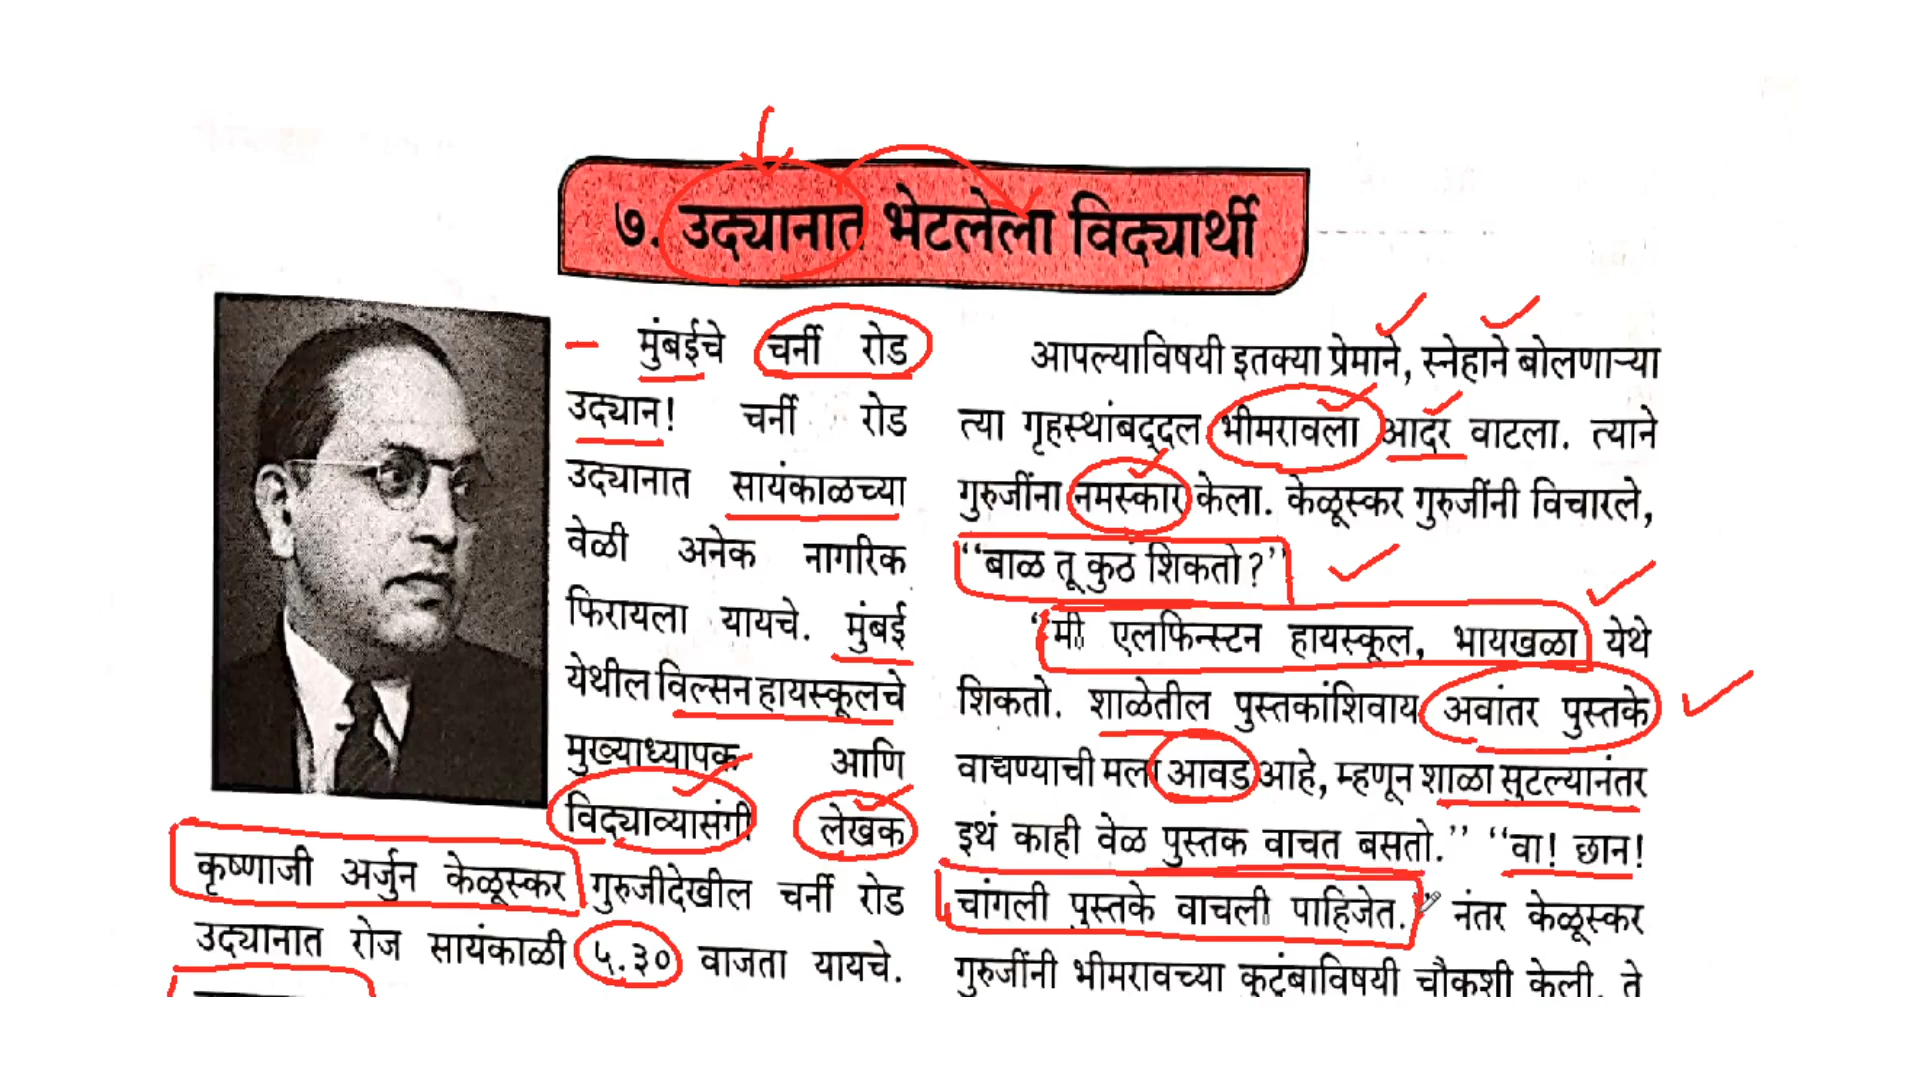 ७. उद्यानात भेटलेला विद्यार्थी
मुंबईचे चर्नी रोड
उद्यान! चर्नी रोड
उद्यानात सायंकाळच्या
वेळी अनेक नागरिक
फिरायला यायचे. मुंबई
येथील विल्सन हायस्कूलचे
मुख्याध्यापक आणि
विद्याव्यासंगी लेखक
कृष्णाजी अर्जुन केळूस्कर गुरुजीदेखील चर्नी रोड
उद्यानात रोज सायंकाळी ५.३० वाजता यायचे.
आपल्याविषयी इतक्या प्रेमाने, स्नेहाने बोलणाऱ्या
त्या गृहस्थांबद्दल भीमरावला आदर वाटला. त्याने
गुरुजींना नमस्कार केला. केळूस्कर गुरुजींनी विचारले,
“बाळ तू कुठं शिकतो?”
“मी एलफिन्स्टन हायस्कूल, भायखळा येथे
शिकतो. शाळेतील पुस्तकांशिवाय अवांतर पुस्तके
वाचण्याची मला आवड आहे, म्हणून शाळा सुटल्यानंतर
इथं काही वेळ पुस्तक वाचत बसतो.” “वा! छान!
चांगली पुस्तके वाचली पाहिजेत.” नंतर केळूस्कर
गुरुजींनी भीमरावच्या कुटुंबाविषयी चौकशी केली. ते